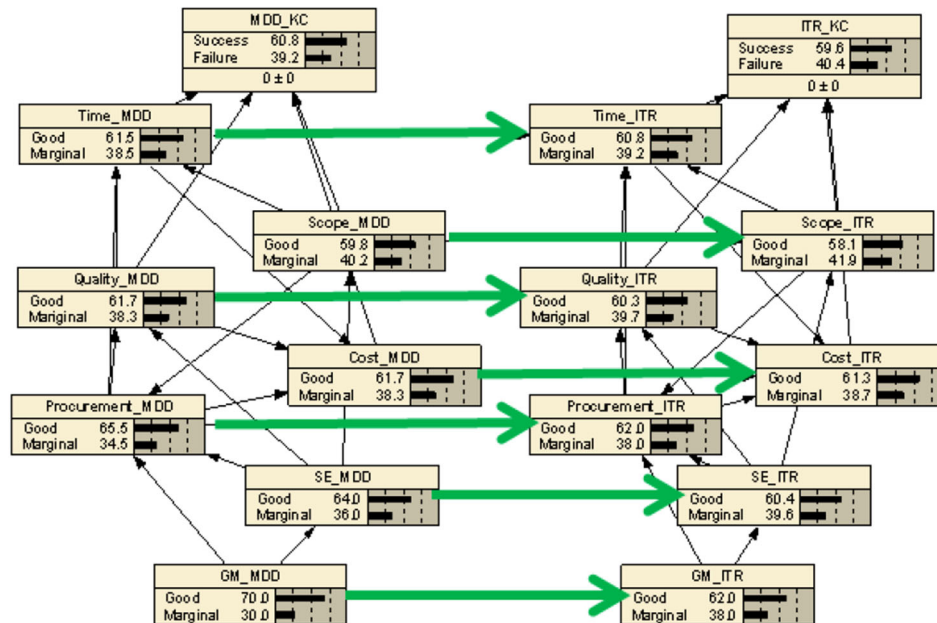 MDD_KC
Success 60.8
Failure 39.2
0 ± 0
ITR_KC
Success 59.6
Failure 40.4
0 ± 0
Time_MDD
Good 61.5
Marginal 38.5
Time_ITR
Good 60.8
Marginal 39.2
Scope_MDD
Good 59.8
Marginal 40.2
Scope_ITR
Good 58.1
Marginal 41.9
Quality_MDD
Good 61.7
Mariginal 38.3
Quality_ITR
Good 60.3
Mariginal 39.7
Cost_MDD
Good 61.7
Marginal 38.3
Cost_ITR
Good 61.3
Marginal 38.7
Procurement_MDD
Good 65.5
Marginal 34.5
Procurement_ITR
Good 62.0
Marginal 38.0
SE_MDD
Good 64.0
Marginal 36.0
SE_ITR
Good 60.4
Marginal 39.6
GM_MDD
Good 70.0
Marginal 30.0
GM_ITR
Good 62.0
Marginal 38.0